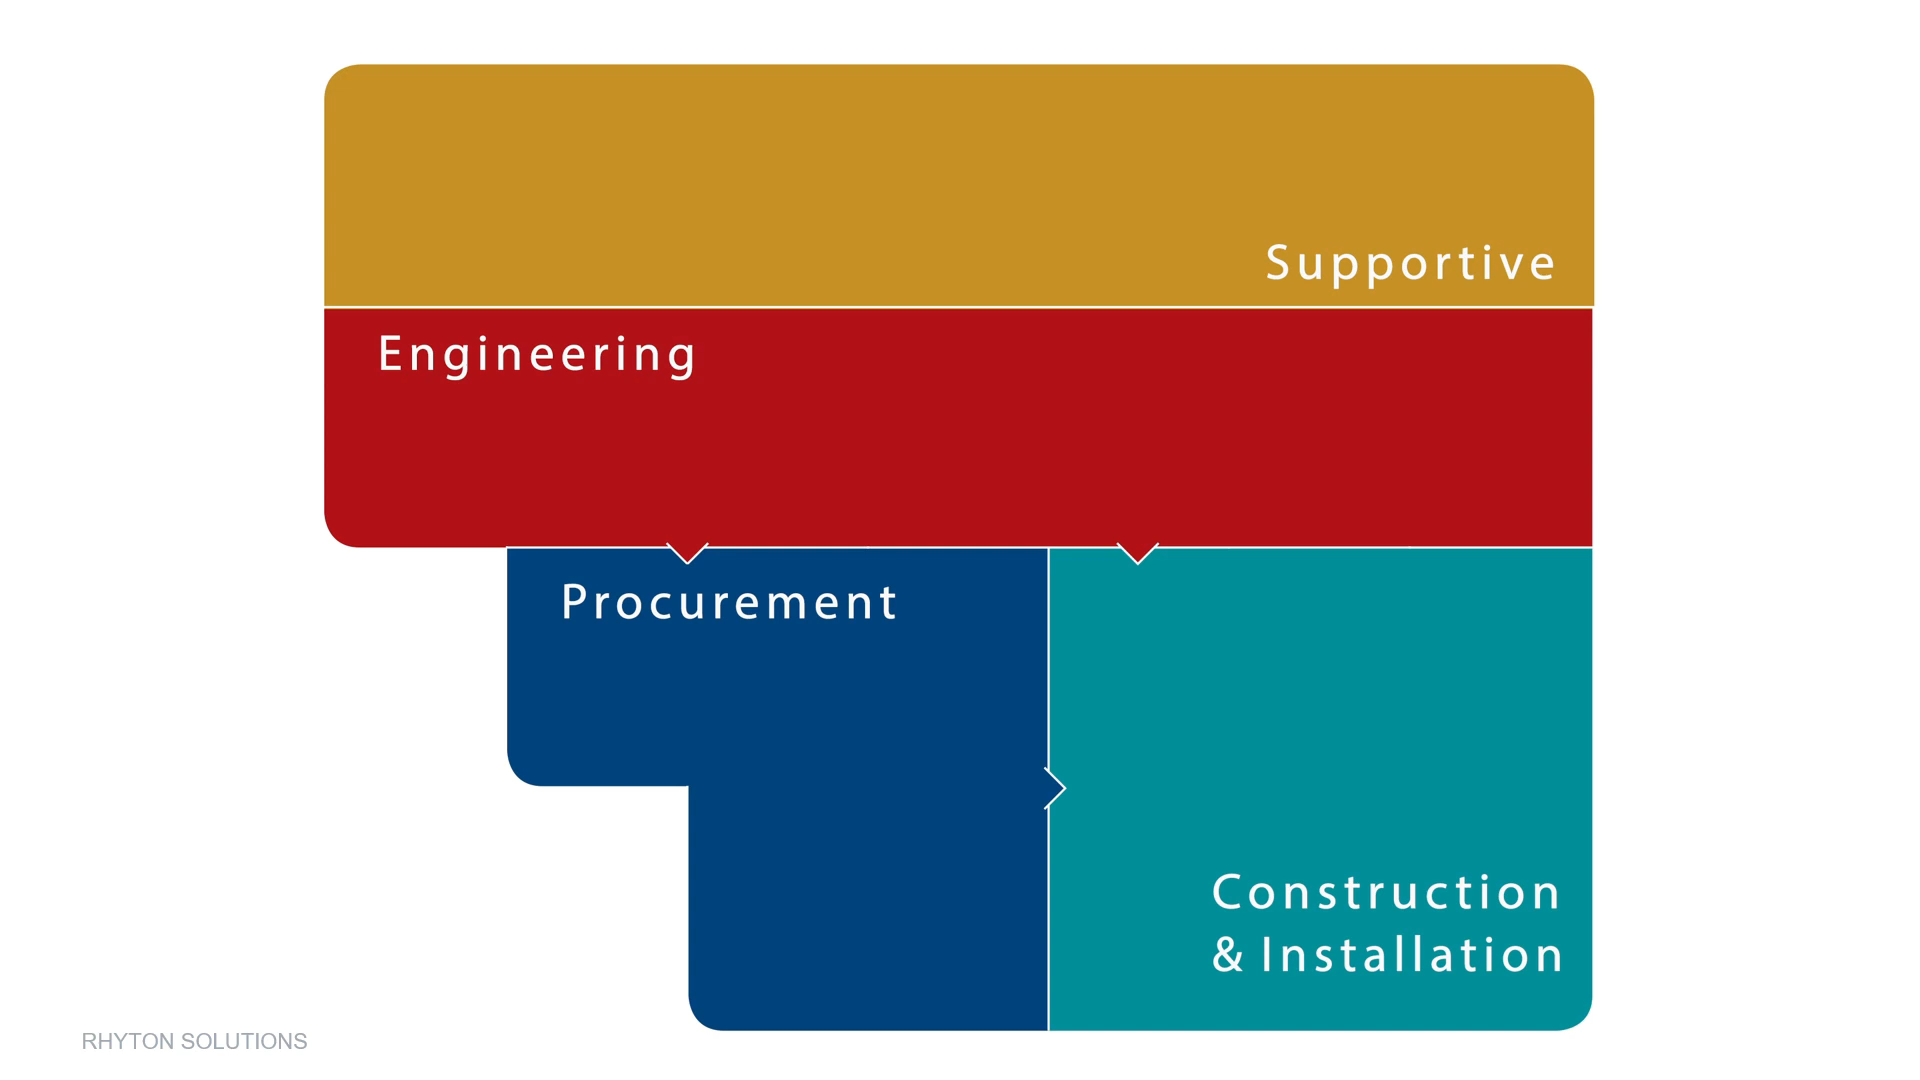 Supportive
Engineering
Procurement
Construction
& Installation
RHYTON SOLUTIONS